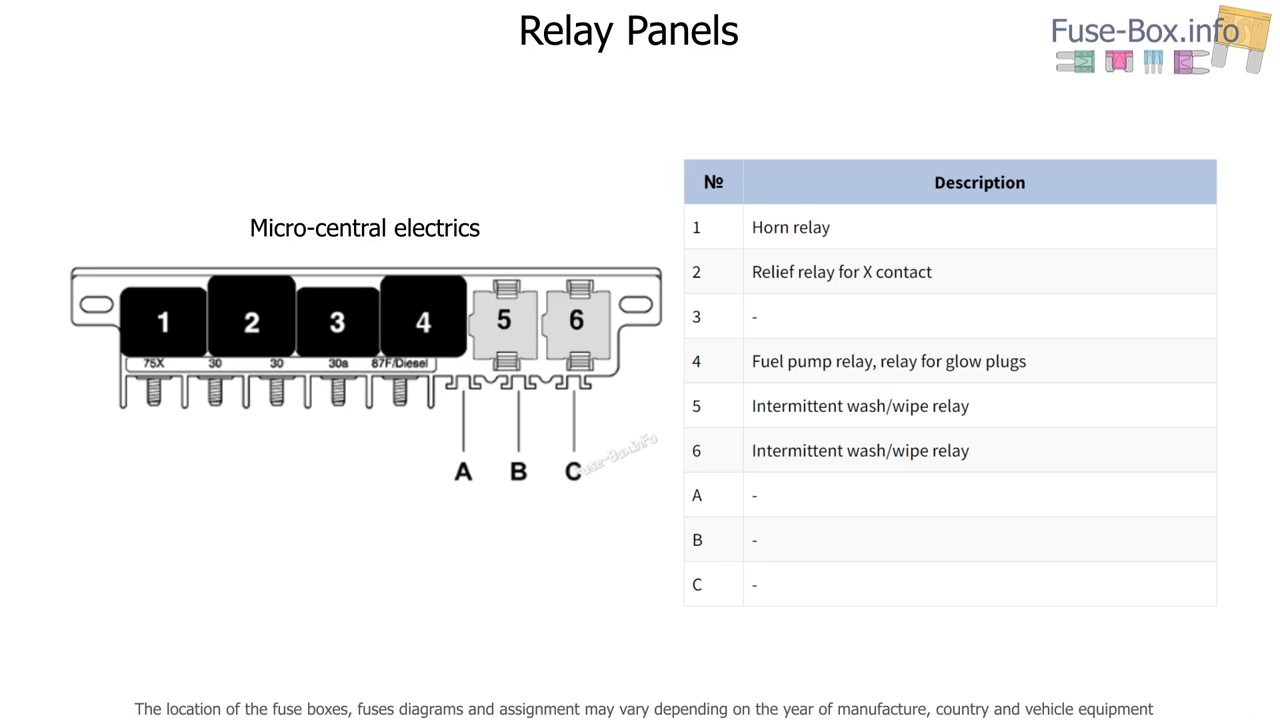 Relay Panels
Fuse-Box.info
Micro-central electrics
1 2 3 4 5 6
75X 30 30 30a 87F/Diesel
A B C
Fuse-Box.inFo
№ Description
1 Horn relay
2 Relief relay for X contact
3 -
4 Fuel pump relay, relay for glow plugs
5 Intermittent wash/wipe relay
6 Intermittent wash/wipe relay
A -
B -
C -
The location of the fuse boxes, fuses diagrams and assignment may vary depending on the year of manufacture, country and vehicle equipment